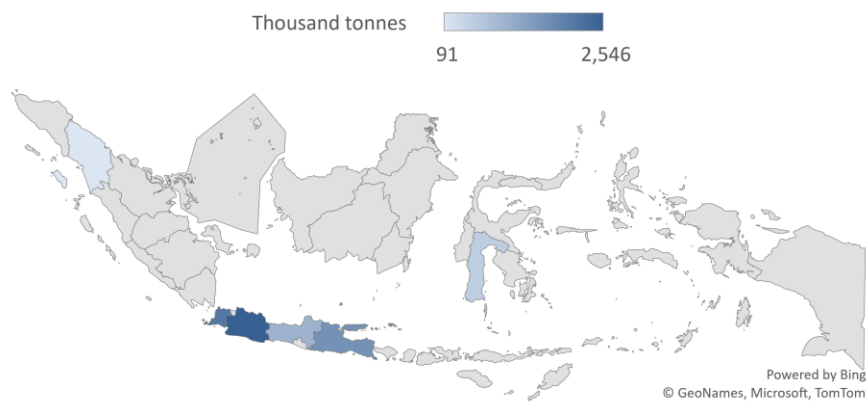 Thousand tonnes
91 2,546
Powered by Bing
© GeoNames, Microsoft, TomTom